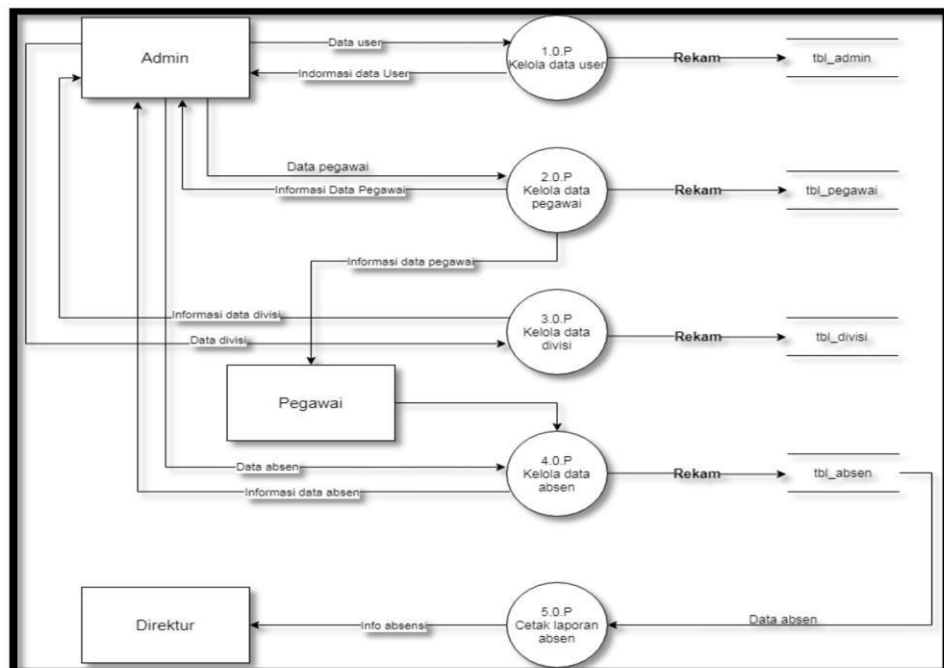 Admin
Data user
Indormasi data User
1.0.P
Kelola data user
Rekam
tbl_admin
Data pegawai
Informasi Data Pegawai
2.0.P
Kelola data
pegawai
Rekam
tbl_pegawai
Informasi data pegawai
Informasi data divisi
Data divisi
3.0.P
Kelola data
divisi
Rekam
tbl_divisi
Pegawai
Data absen
Informasi data absen
4.0.P
Kelola data
absen
Rekam
tbl_absen
Direktur
Info absensi
5.0.P
Cetak laporan
absen
Data absen